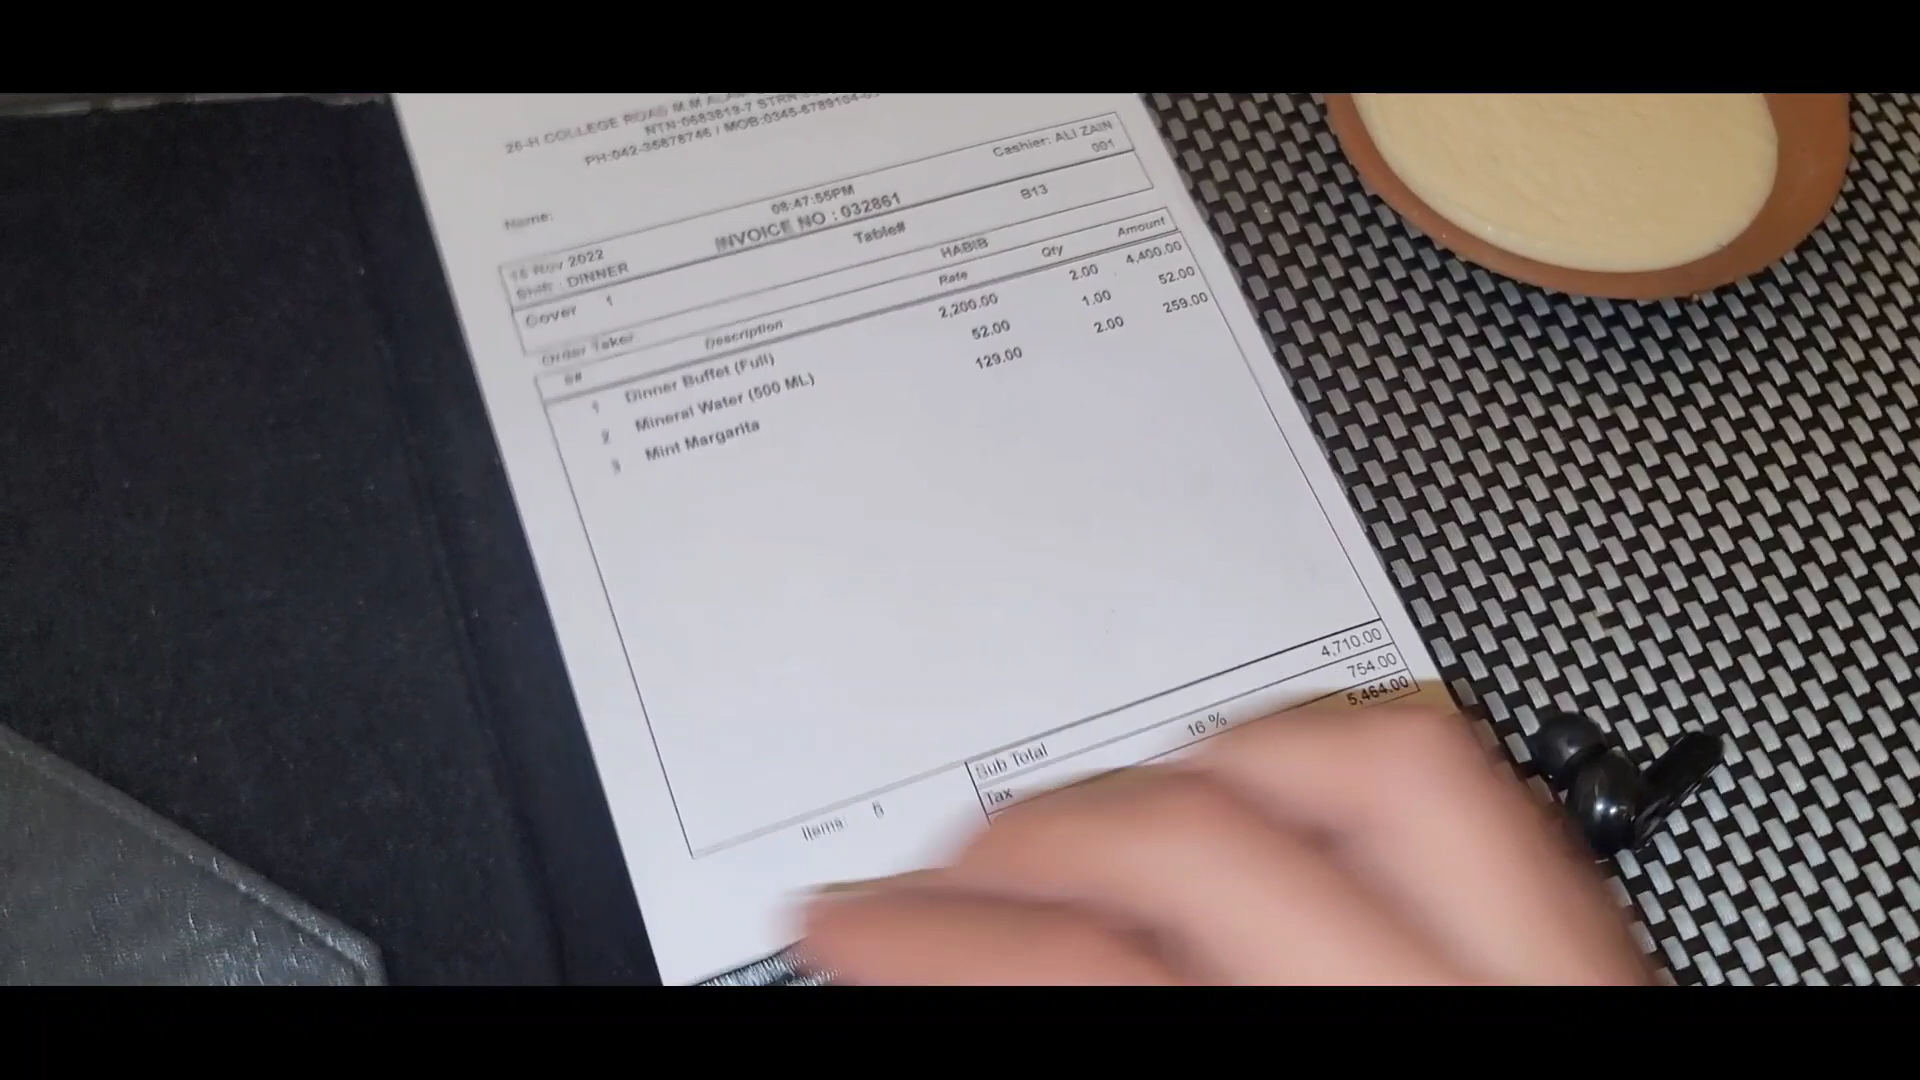 26-H COLLEGE ROAD M.M
NTN:0683813-7 STRN:
PH:042-35878746 / MOB:0345-6789164-6
Name:
Cashier: ALI ZAIN
08:47:55PM 001
INVOICE NO : 032861
Nov 2022
Shift : DINNER Table# B13
Cover 1
Order Taker HABIB
S# Description Rate Qty Amount
1 Dinner Buffet (Full) 2,200.00 2.00 4,400.00
2 Mineral Water (500 ML) 52.00 1.00 52.00
3 Mint Margarita 129.00 2.00 259.00
Items: Sub Total 4,710.00
Tax 16 % 754.00
5,464.00